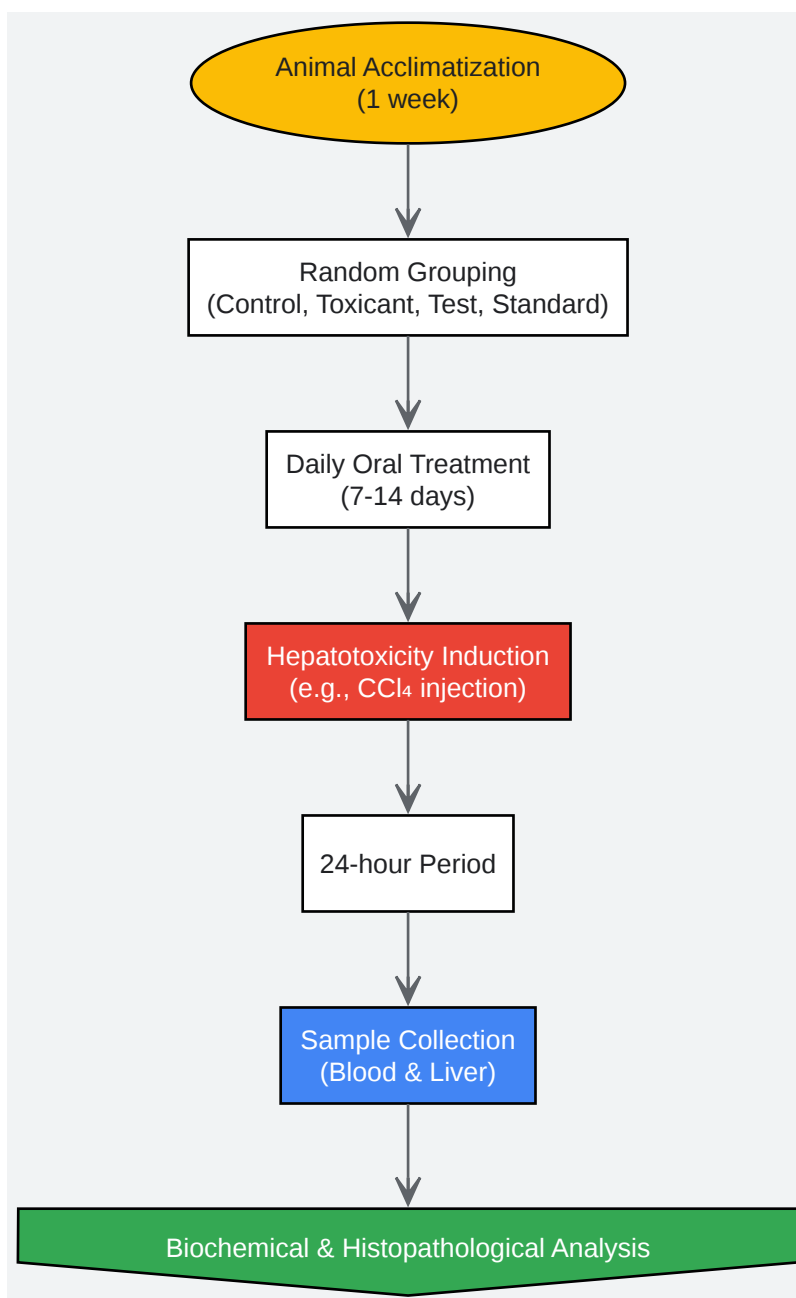 Animal Acclimatization
(1 week)
Random Grouping
(Control, Toxicant, Test, Standard)
Daily Oral Treatment
(7-14 days)
Hepatotoxicity Induction
(e.g., CCl₄ injection)
24-hour Period
Sample Collection
(Blood & Liver)
Biochemical & Histopathological Analysis